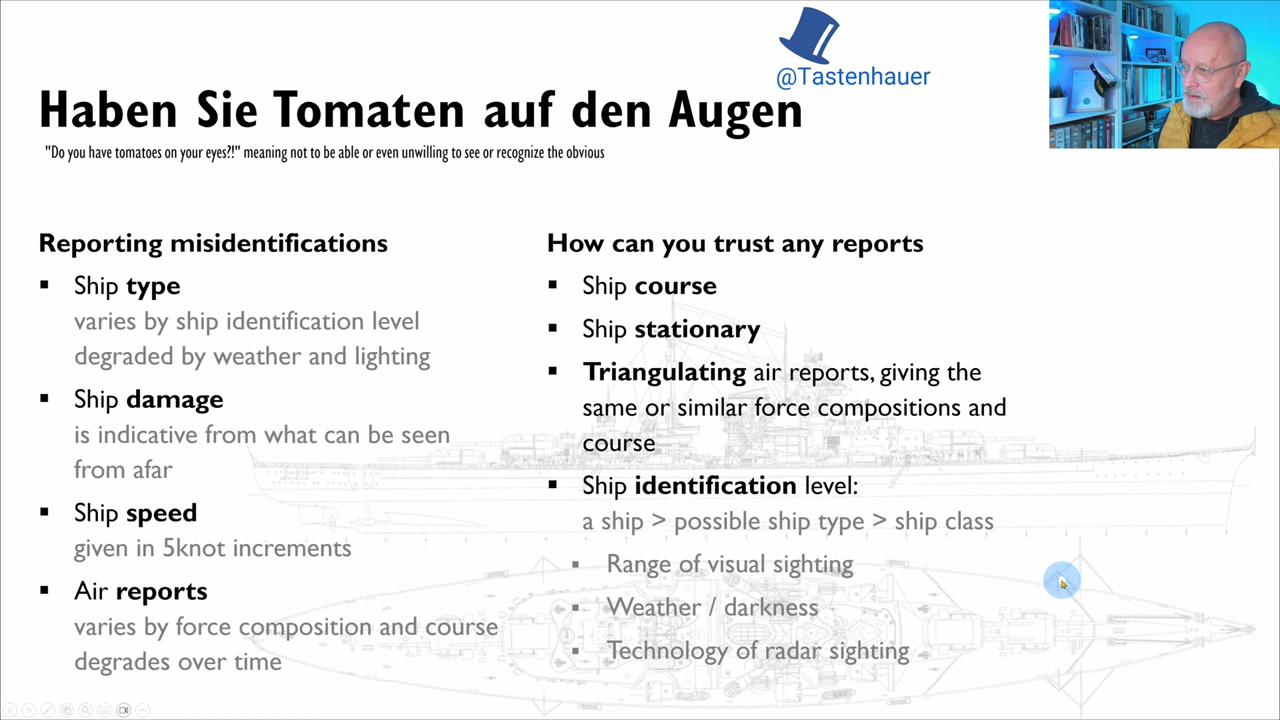 @Tastenhauer
Haben Sie Tomaten auf den Augen
"Do you have tomatoes on your eyes?!" meaning not to be able or even unwilling to see or recognize the obvious
Reporting misidentifications
▪ Ship type
varies by ship identification level
degraded by weather and lighting
▪ Ship damage
is indicative from what can be seen
from afar
▪ Ship speed
given in 5knot increments
▪ Air reports
varies by force composition and course
degrades over time
How can you trust any reports
▪ Ship course
▪ Ship stationary
▪ Triangulating air reports, giving the
same or similar force compositions and
course
▪ Ship identification level:
a ship > possible ship type > ship class
▪ Range of visual sighting
▪ Weather / darkness
▪ Technology of radar sighting